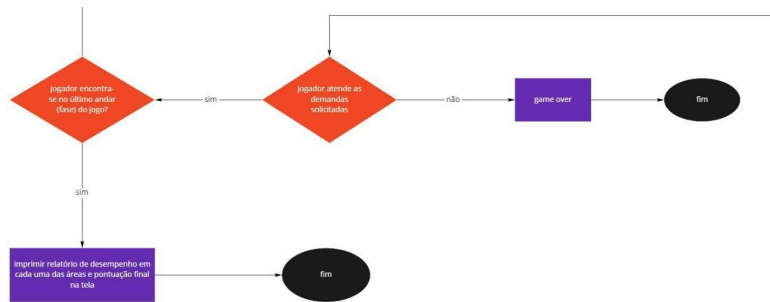 jogador encontra-
se no último andar
(fase) do jogo?
sim
jogador atende as
demandas
solicitadas
não
game over
fim
sim
imprimir relatório de desempenho em
cada uma das áreas e pontuação final
na tela
fim